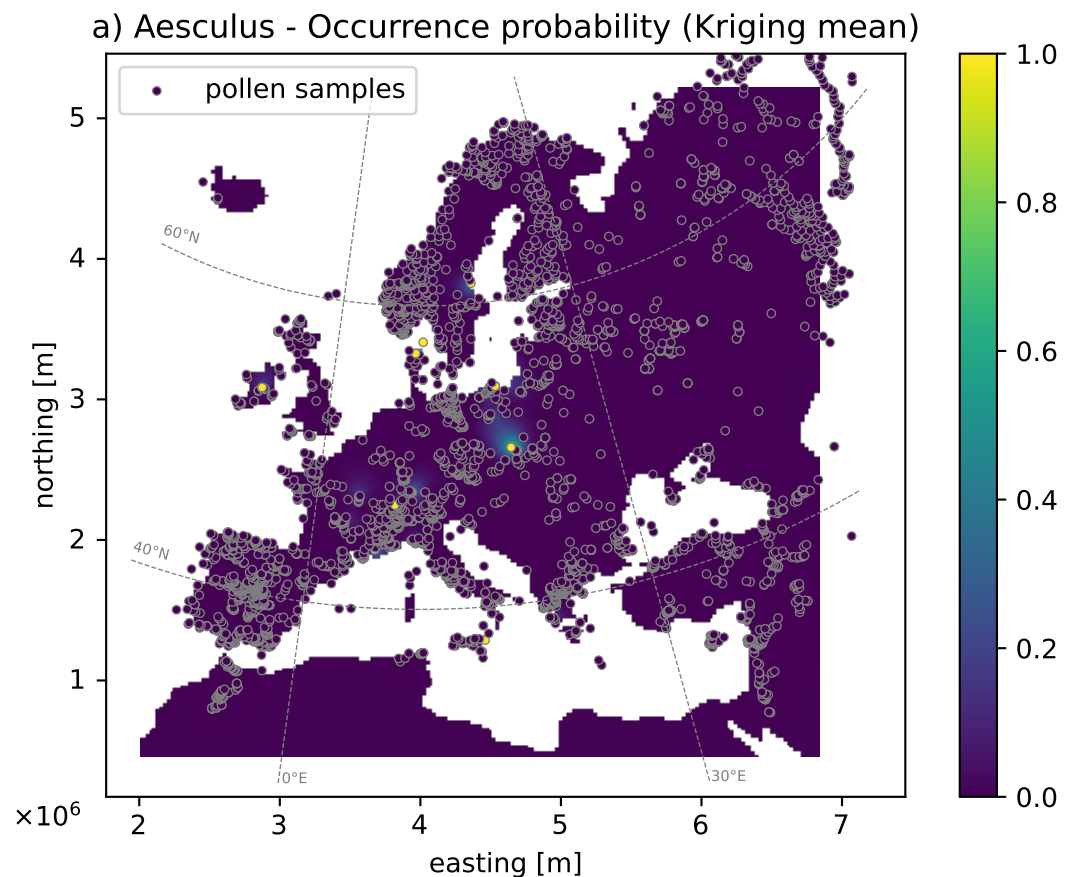 a) Aesculus - Occurrence probability (Kriging mean)
pollen samples
5
4
3
2
1
northing [m]
60°N
40°N
0°E
30°E
×10⁶
2
3
4
5
6
7
easting [m]
1.0
0.8
0.6
0.4
0.2
0.0